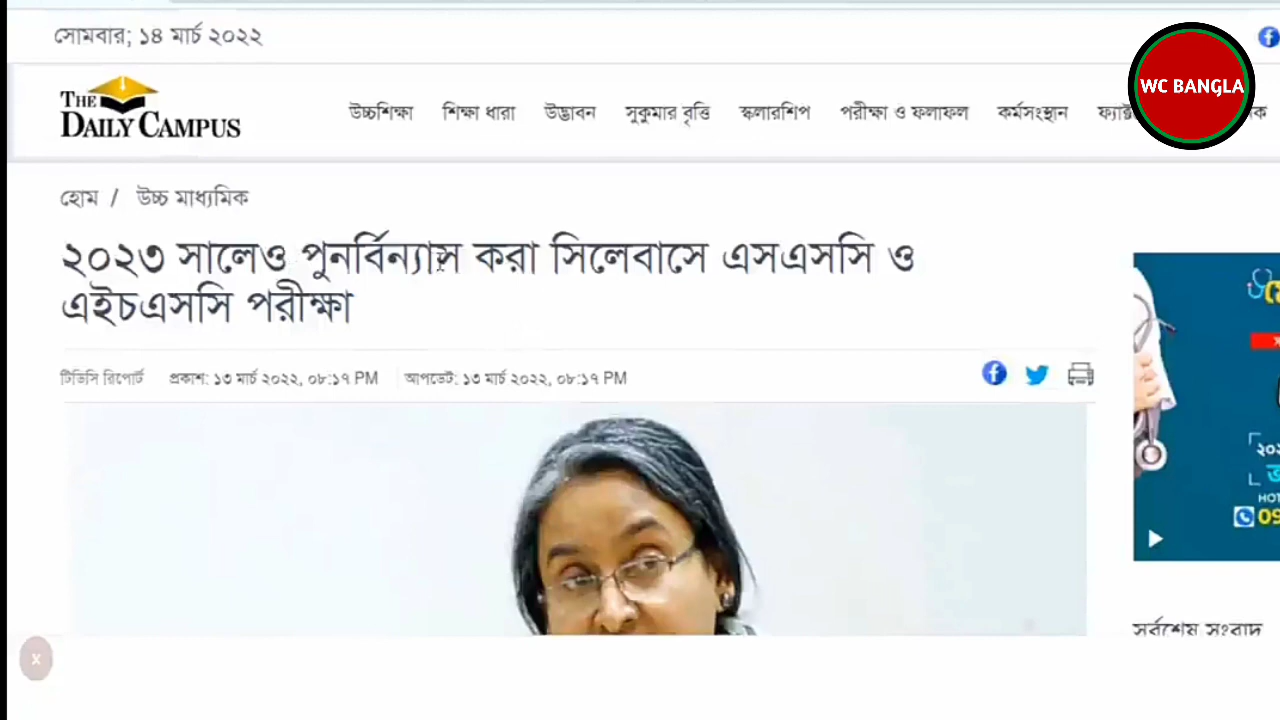 সোমবার; ১৪ মার্চ ২০২২
WC BANGLA
THE DAILY CAMPUS
উচ্চশিক্ষা শিক্ষা ধারা উদ্ভাবন সুকুমার বৃত্তি স্কলারশিপ পরীক্ষা ও ফলাফল কর্মসংস্থান
হোম / উচ্চ মাধ্যমিক
২০২৩ সালেও পুনর্বিন্যাস করা সিলেবাসে এসএসসি ও
এইচএসসি পরীক্ষা
টিডিসি রিপোর্ট প্রকাশ: ১৩ মার্চ ২০২২, ০৮:১৭ PM আপডেট: ১৩ মার্চ ২০২২, ০৮:১৭ PM
সর্বশেষ সংবাদ
x